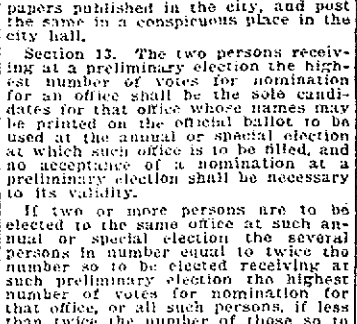 papers published in the city, and post
the same in a conspicuous place in the
city hall.
Section 13. The two persons receiv-
ing at a preliminary election the high-
est number of votes for nomination
for an office shall be the sole candi-
dates for that office whose names may
be printed on the official ballot to be
used at the annual or special election
at which such office is to be filled, and
no acceptance of a nomination at a
preliminary election shall be necessary
to its validity.
If two or more persons are to be
elected to the same office at such an-
nual or special election the several
persons in number equal to twice the
number so to be elected receiving at
such preliminary election the highest
number of votes for nomination for
that office, or all such persons, if less
than twice the number of those so to